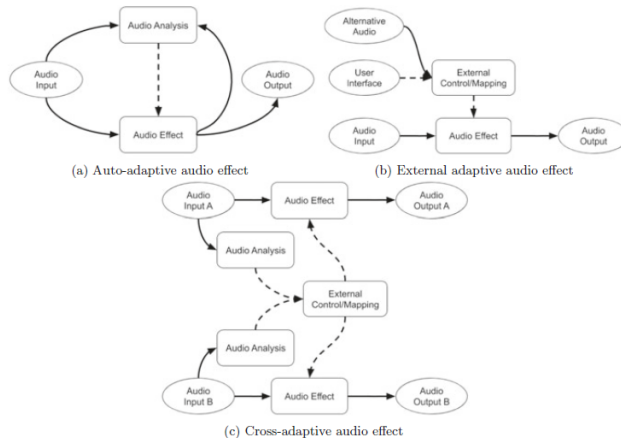 Audio Analysis
Audio
Input
Audio
Output
Audio Effect
(a) Auto-adaptive audio effect
Alternative
Audio
User
Interface
External
Control/Mapping
Audio
Input
Audio Effect
Audio
Output
(b) External adaptive audio effect
Audio
Input A
Audio Effect
Audio
Output A
Audio Analysis
External
Control/Mapping
Audio Analysis
Audio
Input B
Audio Effect
Audio
Output B
(c) Cross-adaptive audio effect